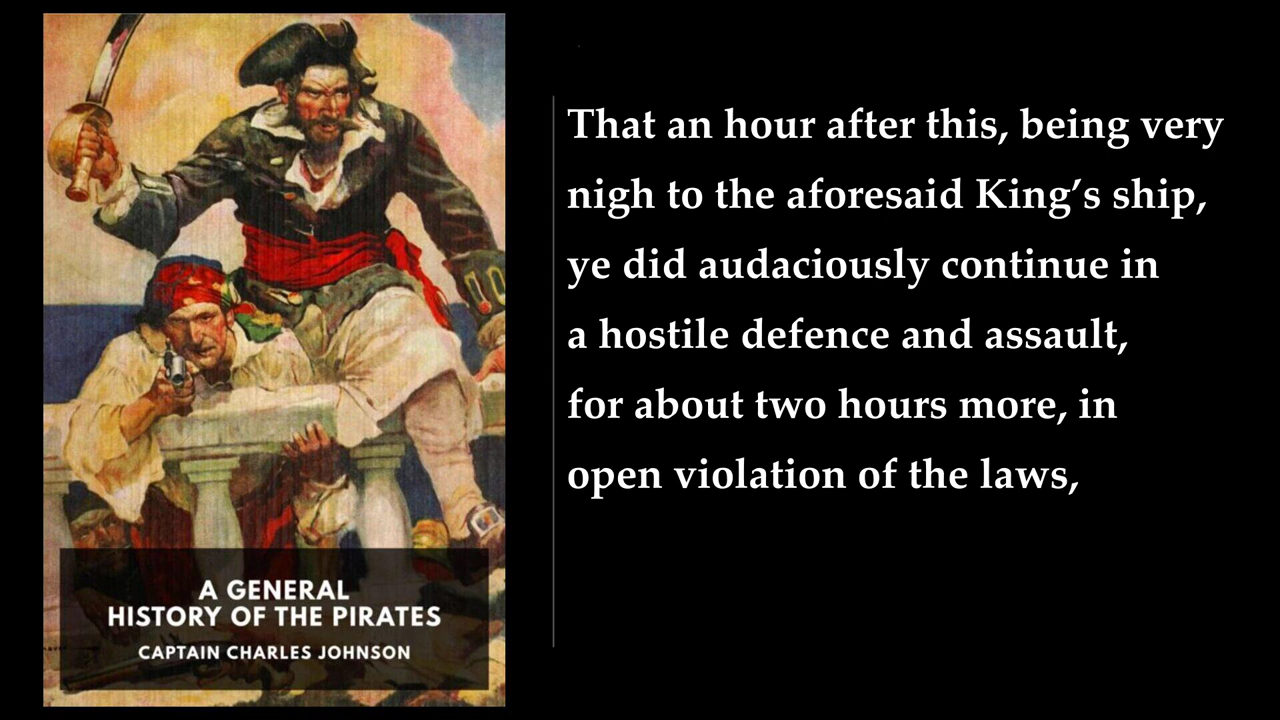 A GENERAL
HISTORY OF THE PIRATES
CAPTAIN CHARLES JOHNSON
That an hour after this, being very
nigh to the aforesaid King’s ship,
ye did audaciously continue in
a hostile defence and assault,
for about two hours more, in
open violation of the laws,